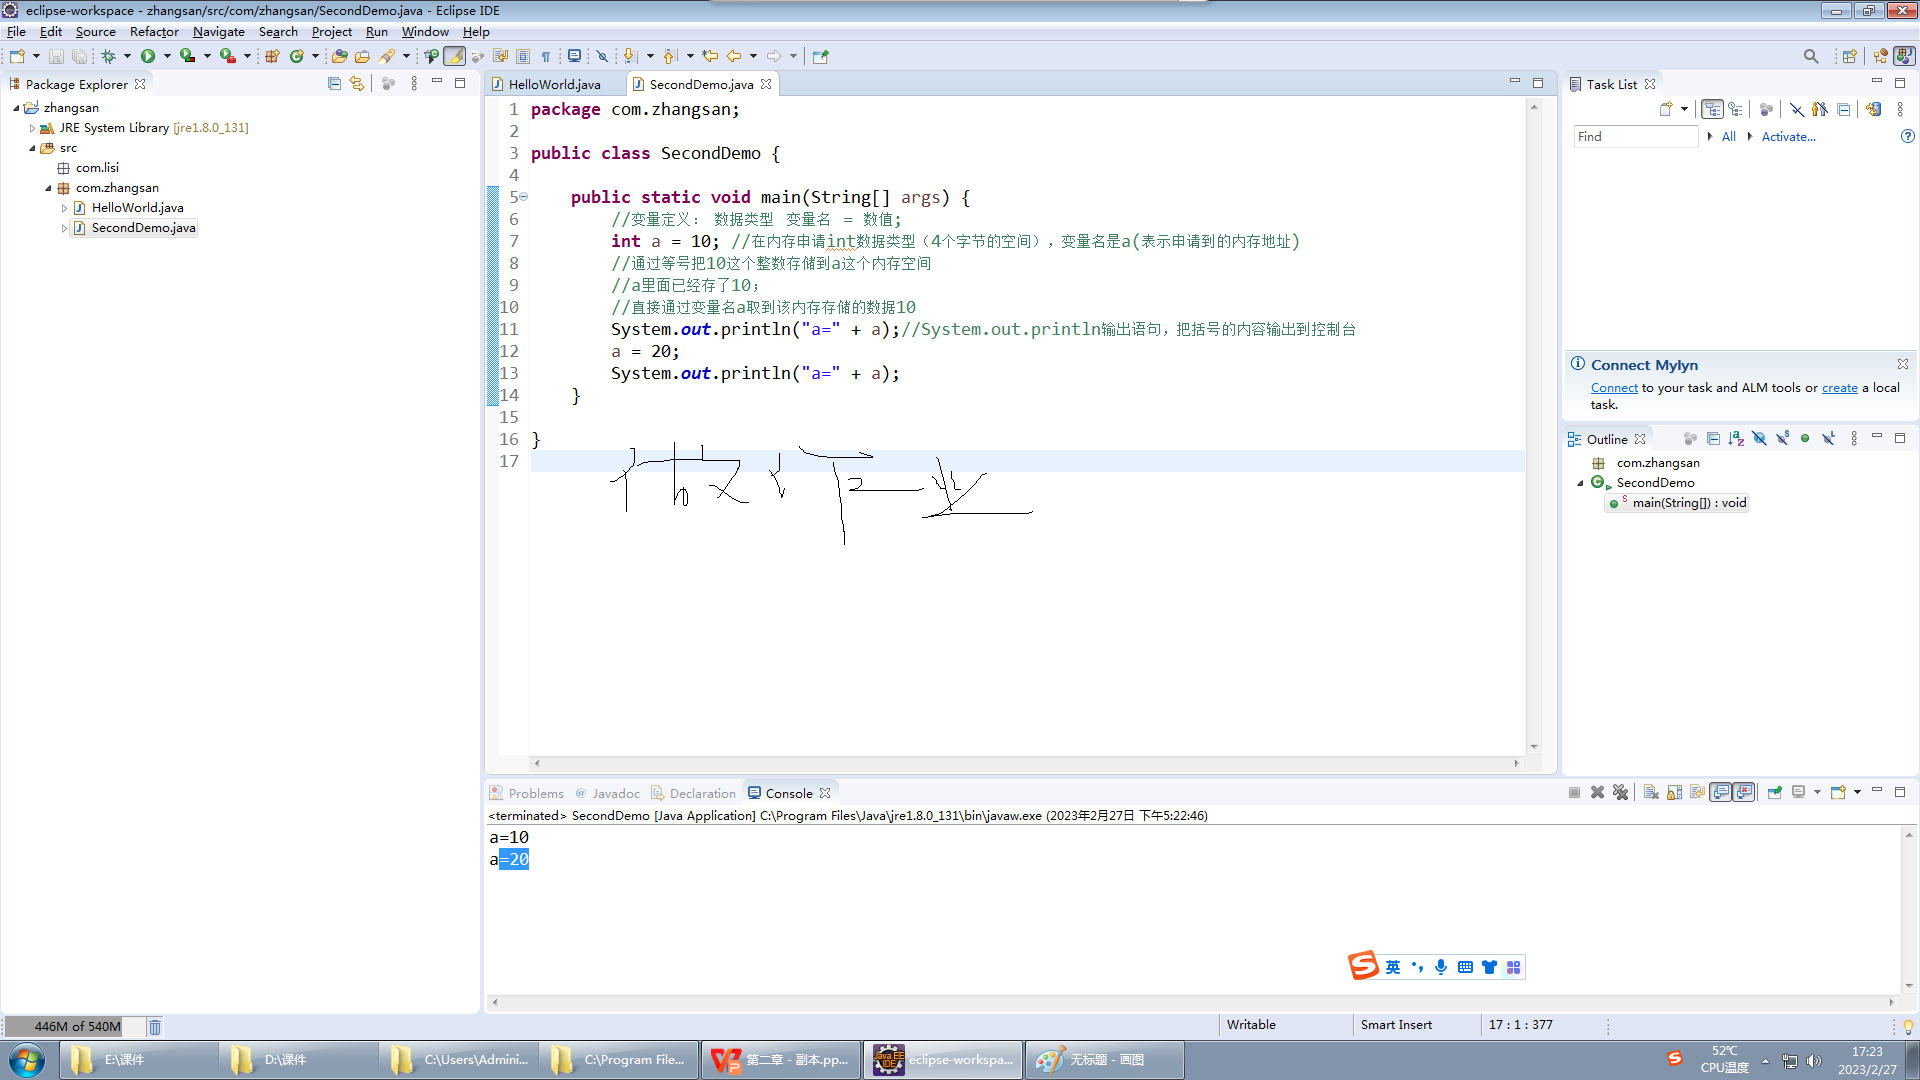 eclipse-workspace - zhangsan/src/com/zhangsan/SecondDemo.java - Eclipse IDE
File Edit Source Refactor Navigate Search Project Run Window Help
Package Explorer
zhangsan
JRE System Library [jre1.8.0_131]
src
com.lisi
com.zhangsan
HelloWorld.java
SecondDemo.java
HelloWorld.java
SecondDemo.java
1 package com.zhangsan;
2
3 public class SecondDemo {
4
5 public static void main(String[] args) {
6 //变量定义： 数据类型 变量名 = 数值;
7 int a = 10; //在内存申请int数据类型（4个字节的空间），变量名是a(表示申请到的内存地址)
8 //通过等号把10这个整数存储到a这个内存空间
9 //a里面已经存了10;
10 //直接通过变量名a取到该内存存储的数据10
11 System.out.println("a=" + a);//System.out.println输出语句，把括号的内容输出到控制台
12 a = 20;
13 System.out.println("a=" + a);
14 }
15
16 }
17
Task List
Find
All
Activate...
Connect Mylyn
Connect to your task and ALM tools or create a local
task.
Outline
com.zhangsan
SecondDemo
main(String[]) : void
Problems @ Javadoc Declaration Console
<terminated> SecondDemo [Java Application] C:\Program Files\Java\jre1.8.0_131\bin\javaw.exe (2023年2月27日 下午5:22:46)
a=10
a=20
英
446M of 540M
Writable
Smart Insert
17 : 1 : 377
E:\课件
D:\课件
C:\Users\Admini...
C:\Program File...
第二章 - 副本.pp...
eclipse-workspa...
无标题 - 画图
52℃
CPU温度
17:23
2023/2/27